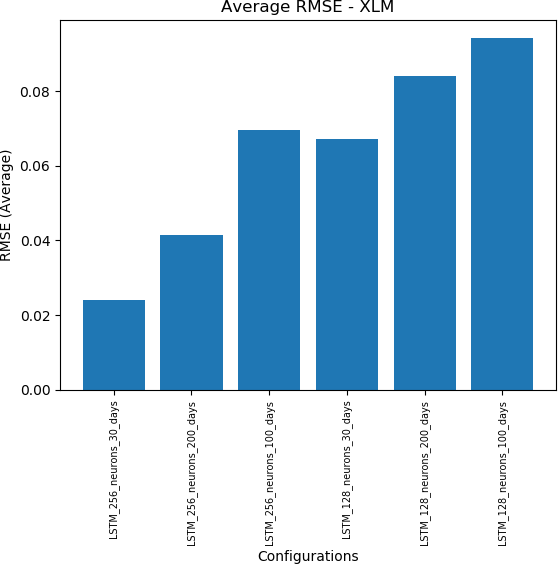 Average RMSE - XLM
RMSE (Average)
0.08
0.06
0.04
0.02
0.00
LSTM_256_neurons_30_days
LSTM_256_neurons_200_days
LSTM_256_neurons_100_days
LSTM_128_neurons_30_days
LSTM_128_neurons_200_days
LSTM_128_neurons_100_days
Configurations